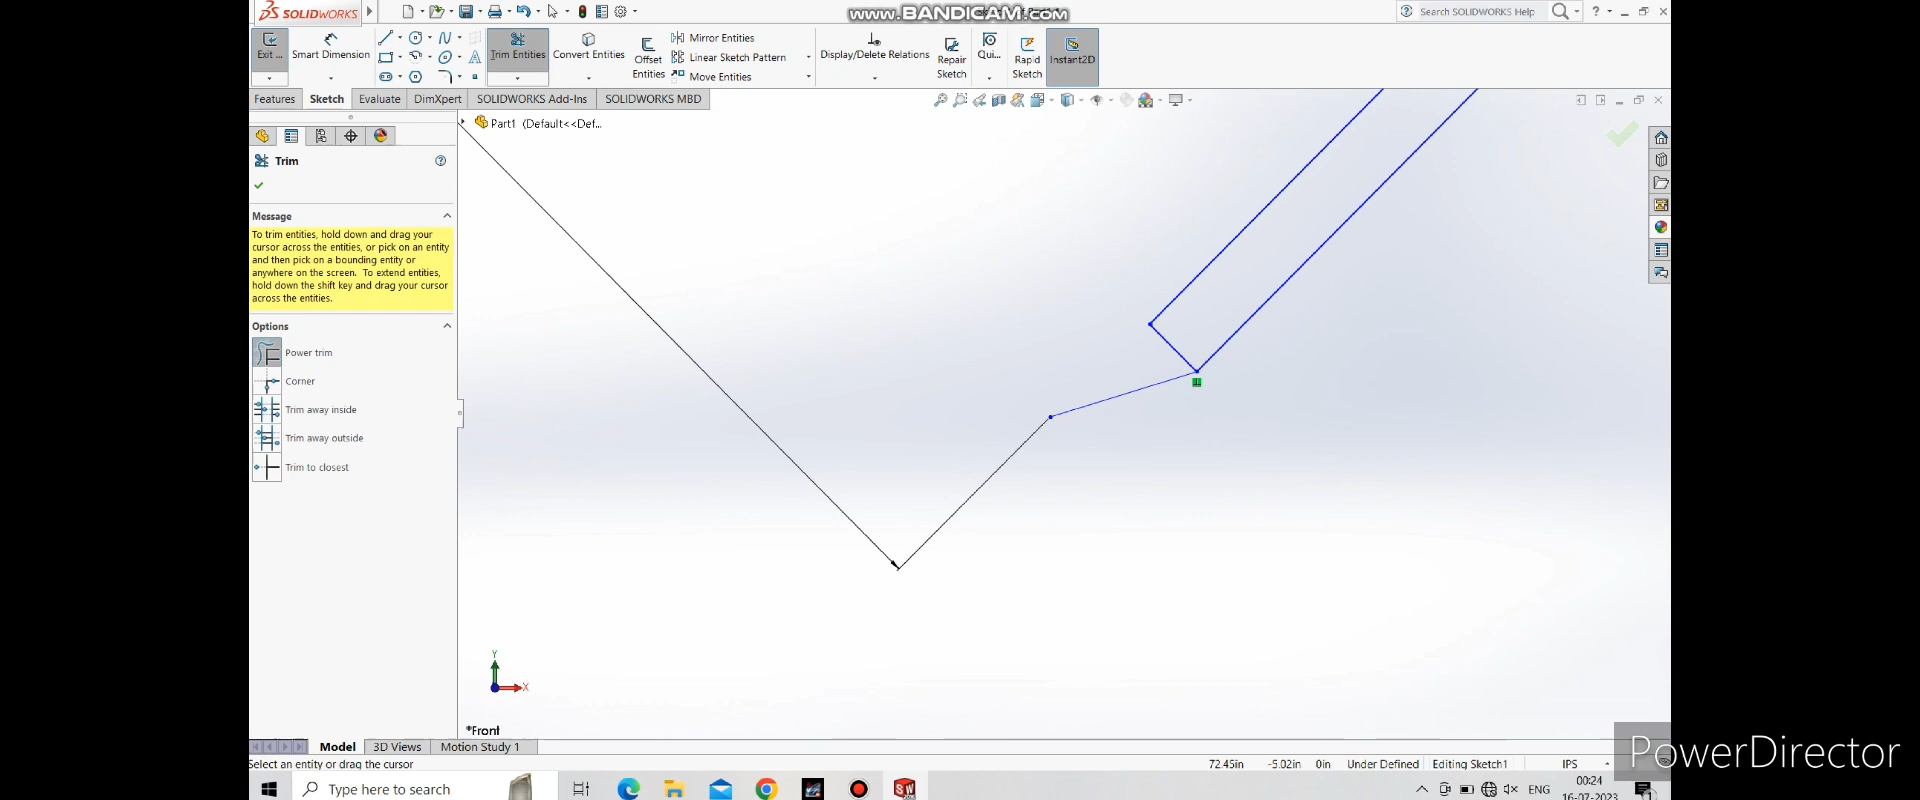 SOLIDWORKS
www.BANDICAM.com
Search SOLIDWORKS Help
Exit ...
Smart Dimension
Trim Entities
Convert Entities
Offset Entities
Mirror Entities
Linear Sketch Pattern
Move Entities
Display/Delete Relations
Repair Sketch
Qui...
Rapid Sketch
Instant2D
Features
Sketch
Evaluate
DimXpert
SOLIDWORKS Add-Ins
SOLIDWORKS MBD
Part1 (Default<<Def...
Trim
Message
To trim entities, hold down and drag your
cursor across the entities, or pick on an entity
and then pick on a bounding entity or
anywhere on the screen. To extend entities,
hold down the shift key and drag your cursor
across the entities.
Options
Power trim
Corner
Trim away inside
Trim away outside
Trim to closest
Y
X
*Front
Model
3D Views
Motion Study 1
Select an entity or drag the cursor
72.45in
-5.02in
0in
Under Defined
Editing Sketch1
IPS
PowerDirector
Type here to search
ENG
00:24
16-07-2023